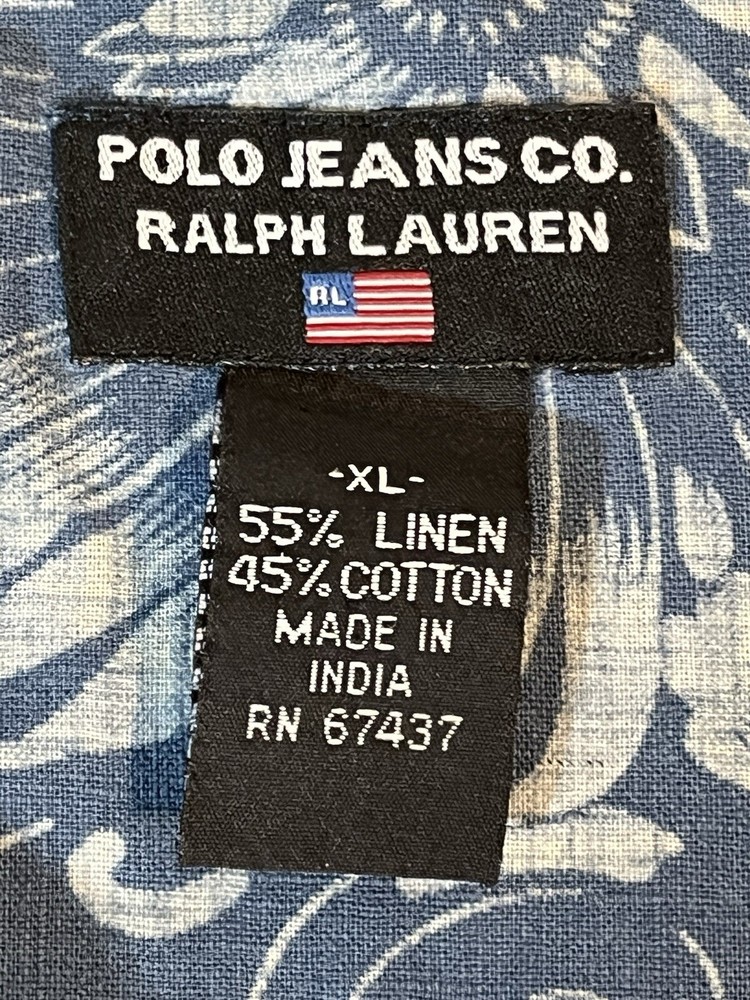 POLO JEANS CO.
RALPH LAUREN
RL
-XL-
55% LINEN
45% COTTON
MADE IN
INDIA
RN 67437